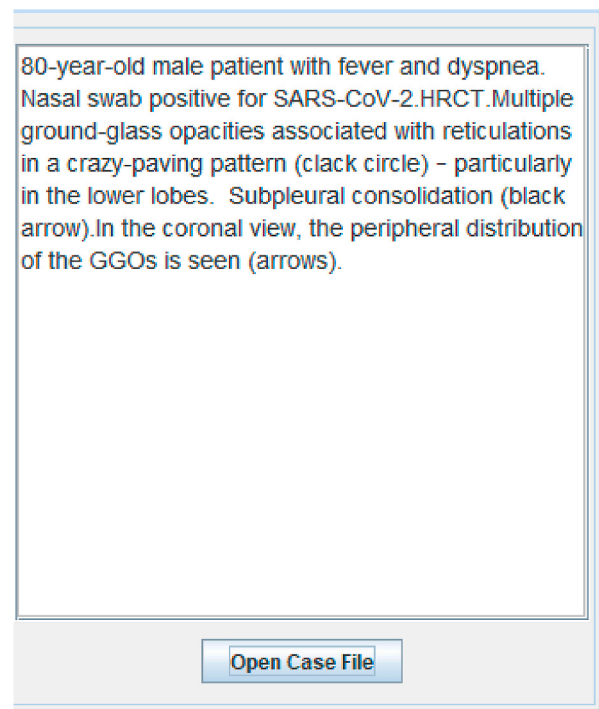 80-year-old male patient with fever and dyspnea.
Nasal swab positive for SARS-CoV-2.HRCT.Multiple
ground-glass opacities associated with reticulations
in a crazy-paving pattern (clack circle) – particularly
in the lower lobes.  Subpleural consolidation (black
arrow).In the coronal view, the peripheral distribution
of the GGOs is seen (arrows).
Open Case File